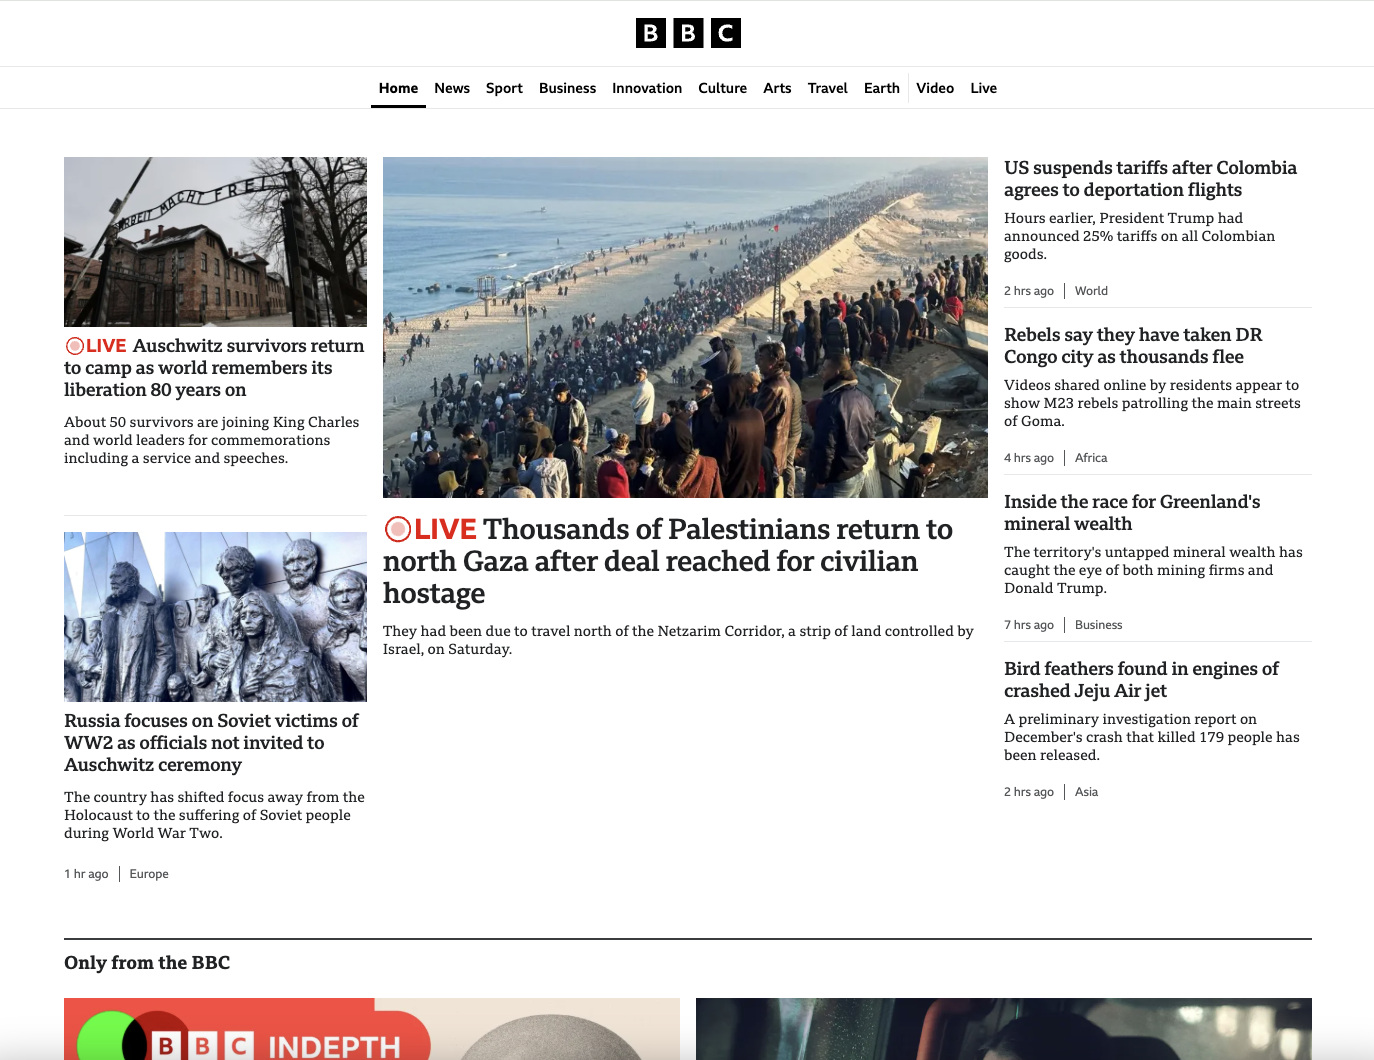 BBC
Home News Sport Business Innovation Culture Arts Travel Earth Video Live
ARBEIT MACHT FREI
LIVE Auschwitz survivors return
to camp as world remembers its
liberation 80 years on
About 50 survivors are joining King Charles
and world leaders for commemorations
including a service and speeches.
Russia focuses on Soviet victims of
WW2 as officials not invited to
Auschwitz ceremony
The country has shifted focus away from the
Holocaust to the suffering of Soviet people
during World War Two.
1 hr ago | Europe
LIVE Thousands of Palestinians return to
north Gaza after deal reached for civilian
hostage
They had been due to travel north of the Netzarim Corridor, a strip of land controlled by
Israel, on Saturday.
US suspends tariffs after Colombia
agrees to deportation flights
Hours earlier, President Trump had
announced 25% tariffs on all Colombian
goods.
2 hrs ago | World
Rebels say they have taken DR
Congo city as thousands flee
Videos shared online by residents appear to
show M23 rebels patrolling the main streets
of Goma.
4 hrs ago | Africa
Inside the race for Greenland's
mineral wealth
The territory's untapped mineral wealth has
caught the eye of both mining firms and
Donald Trump.
7 hrs ago | Business
Bird feathers found in engines of
crashed Jeju Air jet
A preliminary investigation report on
December's crash that killed 179 people has
been released.
2 hrs ago | Asia
Only from the BBC
BBC INDEPTH